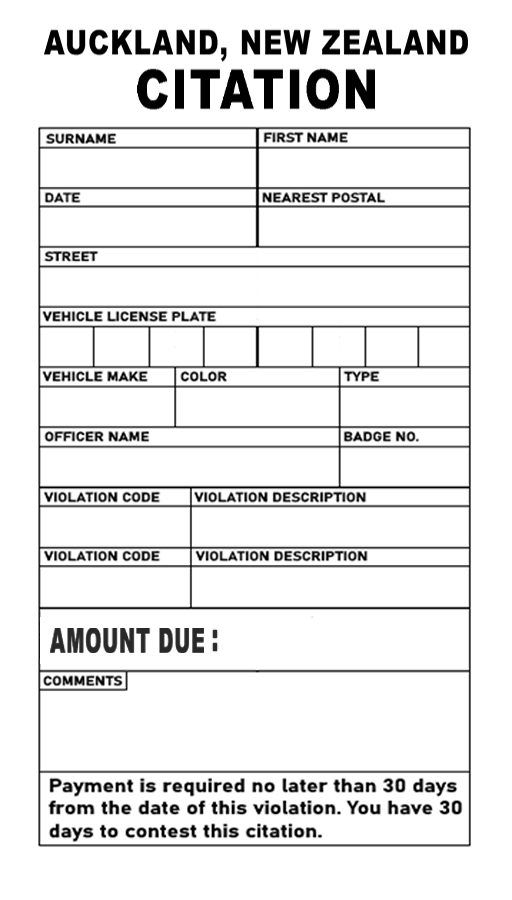 AUCKLAND, NEW ZEALAND
CITATION
SURNAME FIRST NAME
DATE NEAREST POSTAL
STREET
VEHICLE LICENSE PLATE
VEHICLE MAKE COLOR TYPE
OFFICER NAME BADGE NO.
VIOLATION CODE VIOLATION DESCRIPTION
VIOLATION CODE VIOLATION DESCRIPTION
AMOUNT DUE:
COMMENTS
Payment is required no later than 30 days
from the date of this violation. You have 30
days to contest this citation.